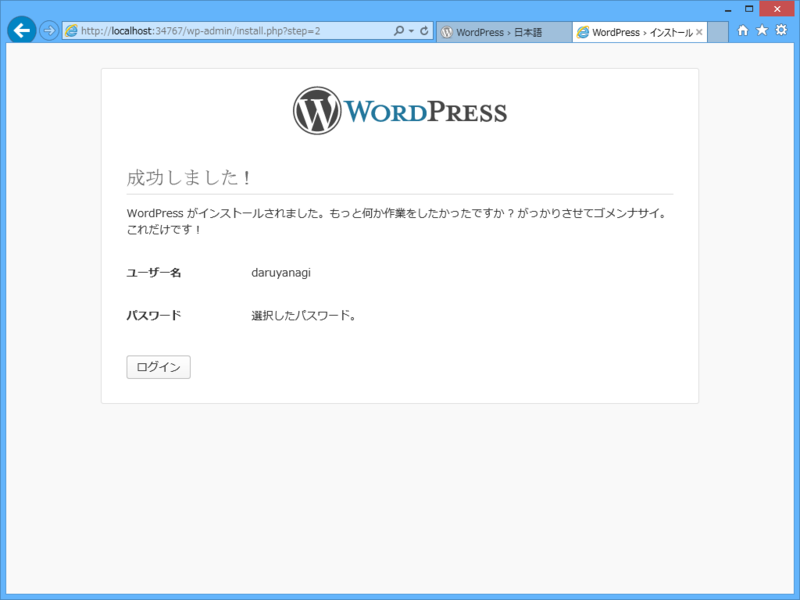 http://localhost:34767/wp-admin/install.php?step=2
WordPress › 日本語
WordPress › インストール
WORDPRESS
成功しました！
WordPress がインストールされました。もっと何か作業をしたかったですか ? がっかりさせてゴメンナサイ。
これだけです！
ユーザー名 daruyanagi
パスワード 選択したパスワード。
ログイン